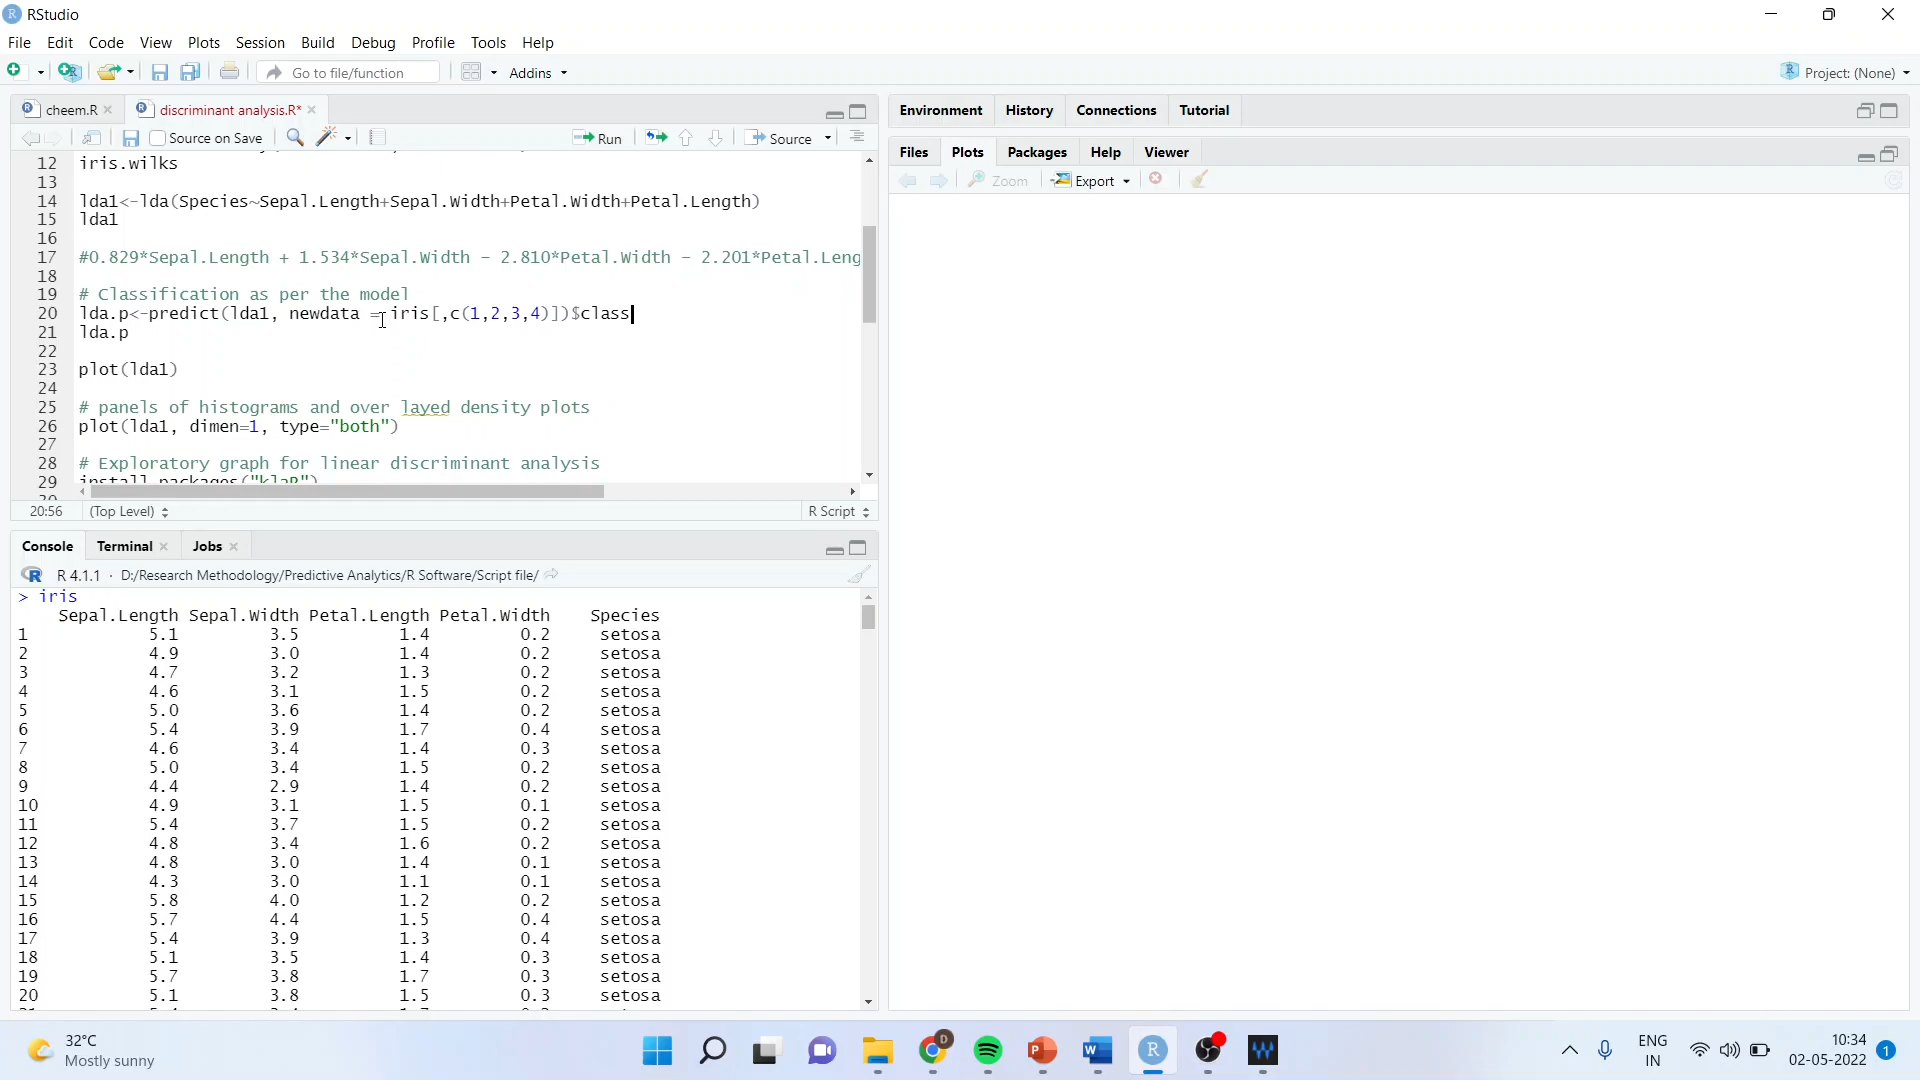 RStudio
File Edit Code View Plots Session Build Debug Profile Tools Help
Go to file/function Addins Project: (None)
cheem.R discriminant analysis.R*
Source on Save Run Source
12 iris.wilks
13
14 lda1<-lda(Species~Sepal.Length+Sepal.Width+Petal.Width+Petal.Length)
15 lda1
16
17 #0.829*Sepal.Length + 1.534*Sepal.Width - 2.810*Petal.Width - 2.201*Petal.Leng
18
19 # Classification as per the model
20 lda.p<-predict(lda1, newdata = iris[,c(1,2,3,4)])$class
21 lda.p
22
23 plot(lda1)
24
25 # panels of histograms and over layed density plots
26 plot(lda1, dimen=1, type="both")
27
28 # Exploratory graph for linear discriminant analysis
29 install.packages("klaR")
20:56 (Top Level) R Script
Console Terminal Jobs
R 4.1.1 · D:/Research Methodology/Predictive Analytics/R Software/Script file/
> iris
Sepal.Length Sepal.Width Petal.Length Petal.Width Species
1 5.1 3.5 1.4 0.2 setosa
2 4.9 3.0 1.4 0.2 setosa
3 4.7 3.2 1.3 0.2 setosa
4 4.6 3.1 1.5 0.2 setosa
5 5.0 3.6 1.4 0.2 setosa
6 5.4 3.9 1.7 0.4 setosa
7 4.6 3.4 1.4 0.3 setosa
8 5.0 3.4 1.5 0.2 setosa
9 4.4 2.9 1.4 0.2 setosa
10 4.9 3.1 1.5 0.1 setosa
11 5.4 3.7 1.5 0.2 setosa
12 4.8 3.4 1.6 0.2 setosa
13 4.8 3.0 1.4 0.1 setosa
14 4.3 3.0 1.1 0.1 setosa
15 5.8 4.0 1.2 0.2 setosa
16 5.7 4.4 1.5 0.4 setosa
17 5.4 3.9 1.3 0.4 setosa
18 5.1 3.5 1.4 0.3 setosa
19 5.7 3.8 1.7 0.3 setosa
20 5.1 3.8 1.5 0.3 setosa
Environment History Connections Tutorial
Files Plots Packages Help Viewer
Zoom Export
32°C
Mostly sunny
ENG
IN
10:34
02-05-2022
1